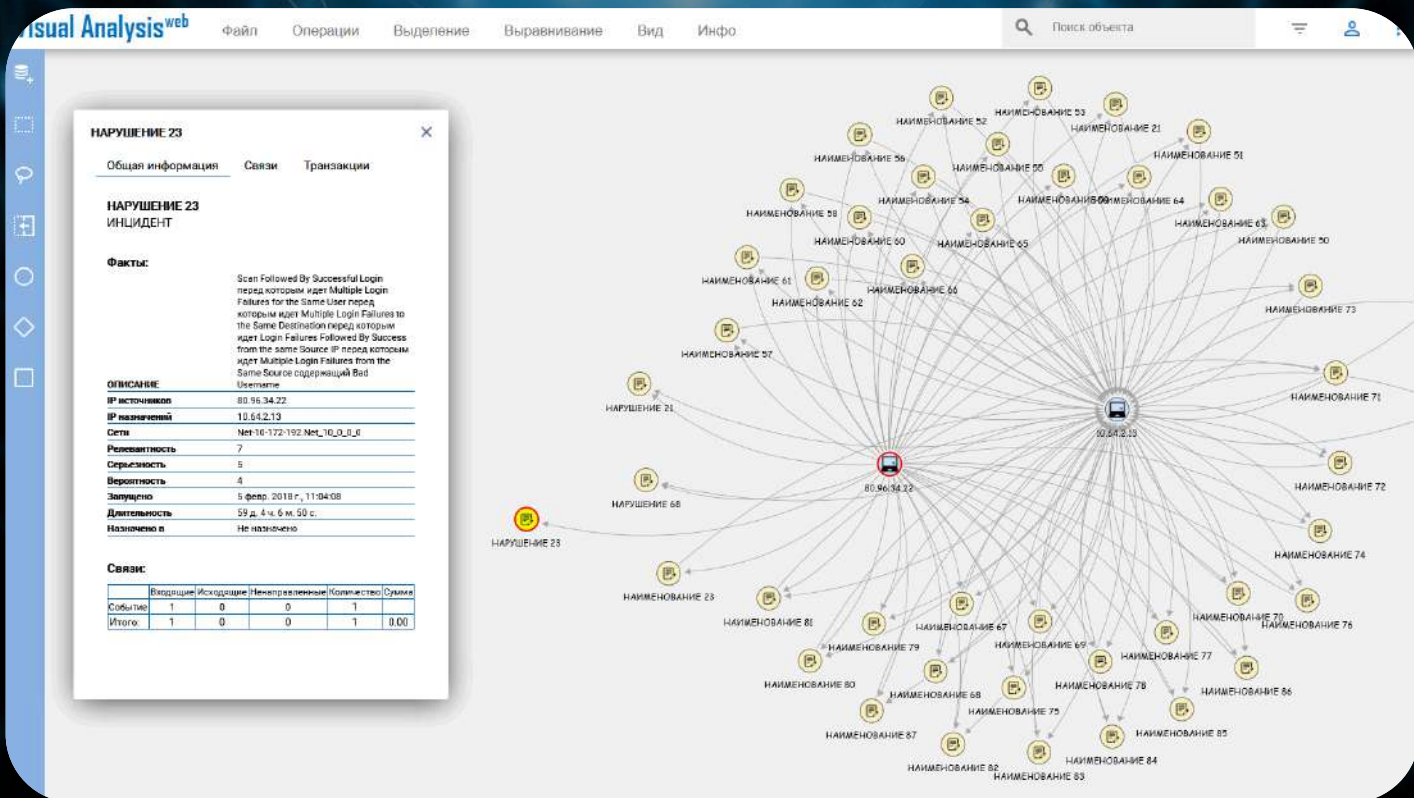 Visual Analysis web
Файл Операции Выделение Выравнивание Вид Инфо
Поиск объекта
НАРУШЕНИЕ 23
Общая информация Связи Транзакции
НАРУШЕНИЕ 23
ИНЦИДЕНТ
Факты:
Scan Followed By Successful Login
перед которым идет Multiple Login
Failures for the Same User перед
которым идет Multiple Login Failures to
the Same Destination перед которым
идет Login Failures Followed By Success
from the same Source IP перед которым
идет Multiple Login Failures from the
Same Source содержащий Bad
ОПИСАНИЕ Username
IP источников 80.96.34.22
IP назначений 10.64.2.13
Сети Net-10-172-192.Net_10_0_0_0
Релевантность 7
Серьезность 5
Вероятность 4
Запущено 5 февр. 2018 г., 11:04:08
Длительность 59 д. 4 ч. 6 м. 50 с.
Назначено в Не назначено
Связи:
Входящие Исходящие Ненаправленные Количество Сумма
Событие 1 0 0 1
Итого: 1 0 0 1 0.00
НАИМЕНОВАНИЕ 52
НАИМЕНОВАНИЕ 53
НАИМЕНОВАНИЕ 21
НАИМЕНОВАНИЕ 51
НАИМЕНОВАНИЕ 56
НАИМЕНОВАНИЕ 55
НАИМЕНОВАНИЕ 54
НАИМЕНОВАНИЕ 64
НАИМЕНОВАНИЕ 58
НАИМЕНОВАНИЕ 63
НАИМЕНОВАНИЕ 50
НАИМЕНОВАНИЕ 60
НАИМЕНОВАНИЕ 65
НАИМЕНОВАНИЕ 61
НАИМЕНОВАНИЕ 66
НАИМЕНОВАНИЕ 62
НАИМЕНОВАНИЕ 73
НАИМЕНОВАНИЕ 57
НАИМЕНОВАНИЕ 71
НАРУШЕНИЕ 21
10.64.2.13
80.96.34.22
НАИМЕНОВАНИЕ 72
НАРУШЕНИЕ 68
НАРУШЕНИЕ 23
НАИМЕНОВАНИЕ 74
НАИМЕНОВАНИЕ 23
НАИМЕНОВАНИЕ 81
НАИМЕНОВАНИЕ 67
НАИМЕНОВАНИЕ 70
НАИМЕНОВАНИЕ 76
НАИМЕНОВАНИЕ 79
НАИМЕНОВАНИЕ 69
НАИМЕНОВАНИЕ 77
НАИМЕНОВАНИЕ 80
НАИМЕНОВАНИЕ 68
НАИМЕНОВАНИЕ 78
НАИМЕНОВАНИЕ 86
НАИМЕНОВАНИЕ 75
НАИМЕНОВАНИЕ 87
НАИМЕНОВАНИЕ 85
НАИМЕНОВАНИЕ 84
НАИМЕНОВАНИЕ 82
НАИМЕНОВАНИЕ 83